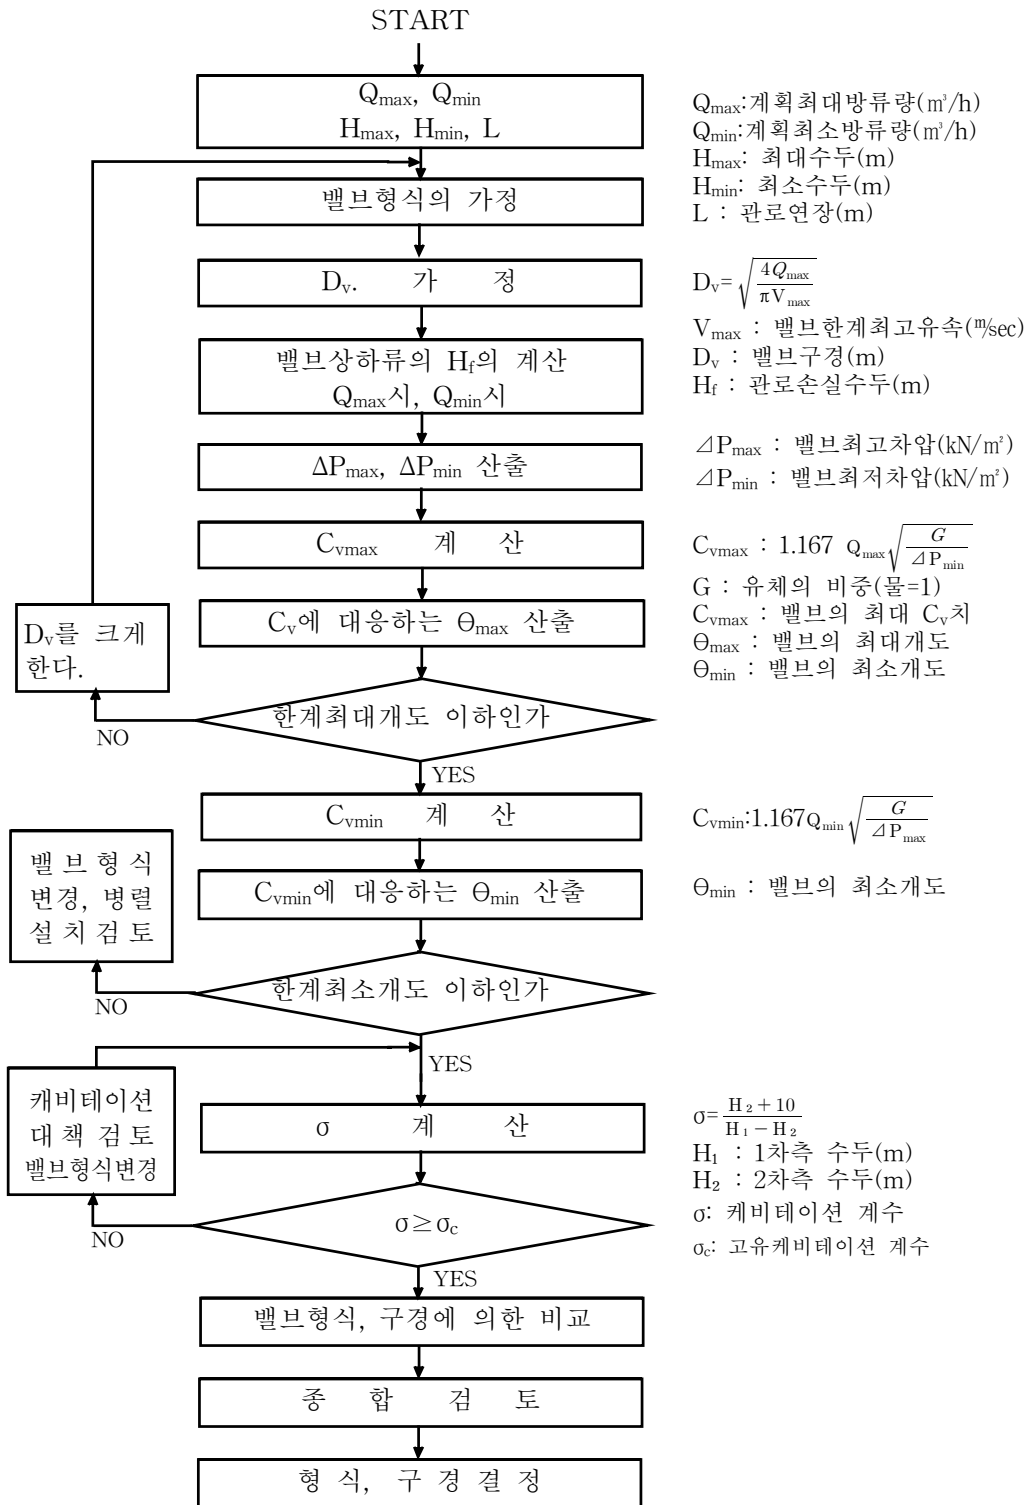 START
Qmax, Qmin
Hmax, Hmin, L
밸브형식의 가정
Dv. 가 정
밸브상하류의 Hf의 계산
Qmax시, Qmin시
ΔPmax, ΔPmin 산출
Cvmax 계 산
Cv에 대응하는 Θmax 산출
Dv를 크게
한다.
한계최대개도 이하인가
NO
YES
Cvmin 계 산
밸 브 형 식
변경, 병렬
설 치 검 토
Cvmin에 대응하는 Θmin 산출
한계최소개도 이하인가
NO
YES
캐비테이션
대 책 검 토
밸브형식변경
σ 계 산
σ≥σc
NO
YES
밸브형식, 구경에 의한 비교
종 합 검 토
형 식, 구 경 결 정
Qmax:계획최대방류량(㎥/h)
Qmin:계획최소방류량(㎥/h)
Hmax: 최대수두(m)
Hmin: 최소수두(m)
L : 관로연장(m)
Dv=√(4Qmax/πVmax)
Vmax : 밸브한계최고유속(㎧ec)
Dv : 밸브구경(m)
Hf : 관로손실수두(m)
⊿Pmax : 밸브최고차압(kN/㎡)
⊿Pmin : 밸브최저차압(kN/㎡)
Cvmax : 1.167 Qmax√(G/⊿Pmin)
G : 유체의 비중(물=1)
Cvmax : 밸브의 최대 Cv치
Θmax : 밸브의 최대개도
Θmin : 밸브의 최소개도
Cvmin:1.167Qmin√(G/⊿Pmax)
Θmin : 밸브의 최소개도
σ=(H2+10)/(H1-H2)
H1 : 1차측 수두(m)
H2 : 2차측 수두(m)
σ: 케비테이션 계수
σc: 고유케비테이션 계수